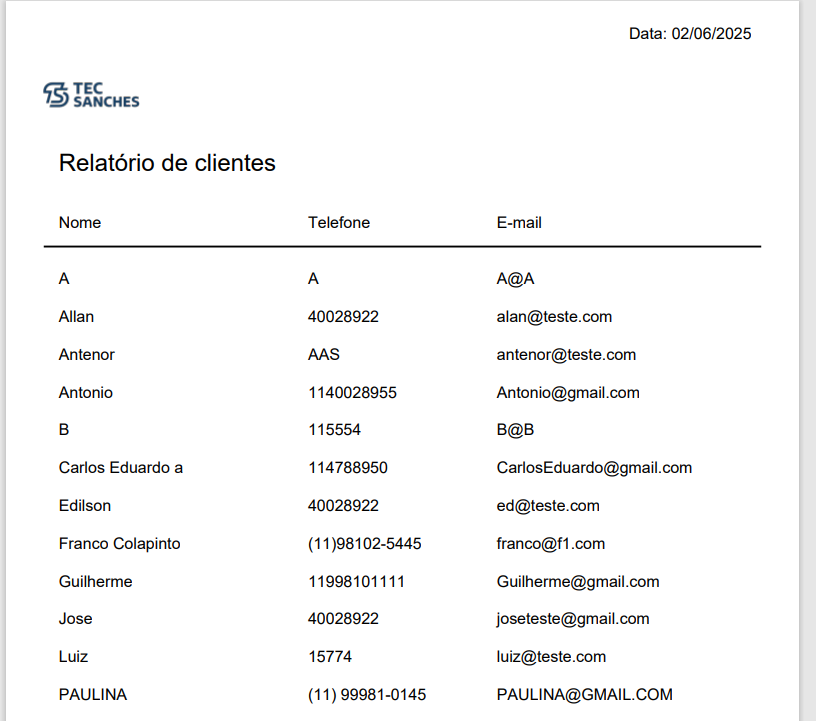 Data: 02/06/2025
TEC
SANCHES
Relatório de clientes
Nome Telefone E-mail
A A A@A
Allan 40028922 alan@teste.com
Antenor AAS antenor@teste.com
Antonio 1140028955 Antonio@gmail.com
B 115554 B@B
Carlos Eduardo a 114788950 CarlosEduardo@gmail.com
Edilson 40028922 ed@teste.com
Franco Colapinto (11)98102-5445 franco@f1.com
Guilherme 11998101111 Guilherme@gmail.com
Jose 40028922 joseteste@gmail.com
Luiz 15774 luiz@teste.com
PAULINA (11) 99981-0145 PAULINA@GMAIL.COM